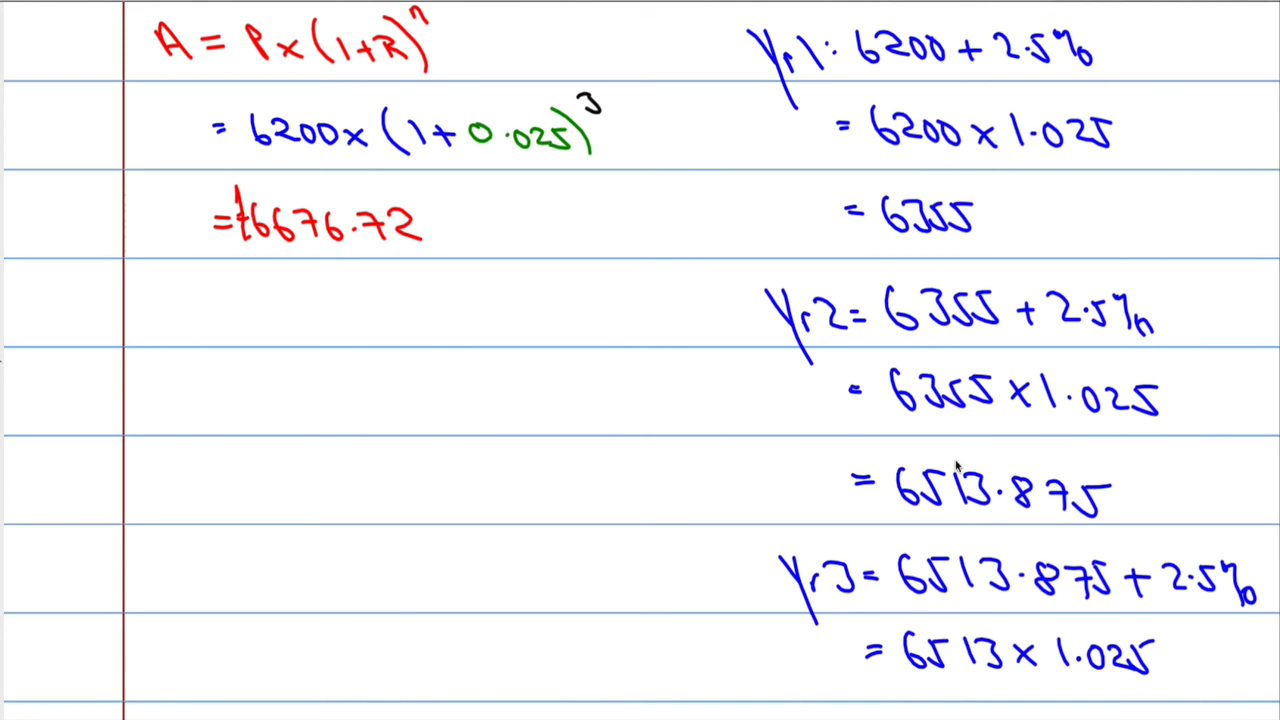 A = P x (1+R)^n
= 6200 x (1 + 0.025)^3
= £6676.72
Yr1: 6200 + 2.5%
= 6200 x 1.025
= 6355
Yr2 = 6355 + 2.5%
= 6355 x 1.025
= 6513.875
Yr3 = 6513.875 + 2.5%
= 6513 x 1.025